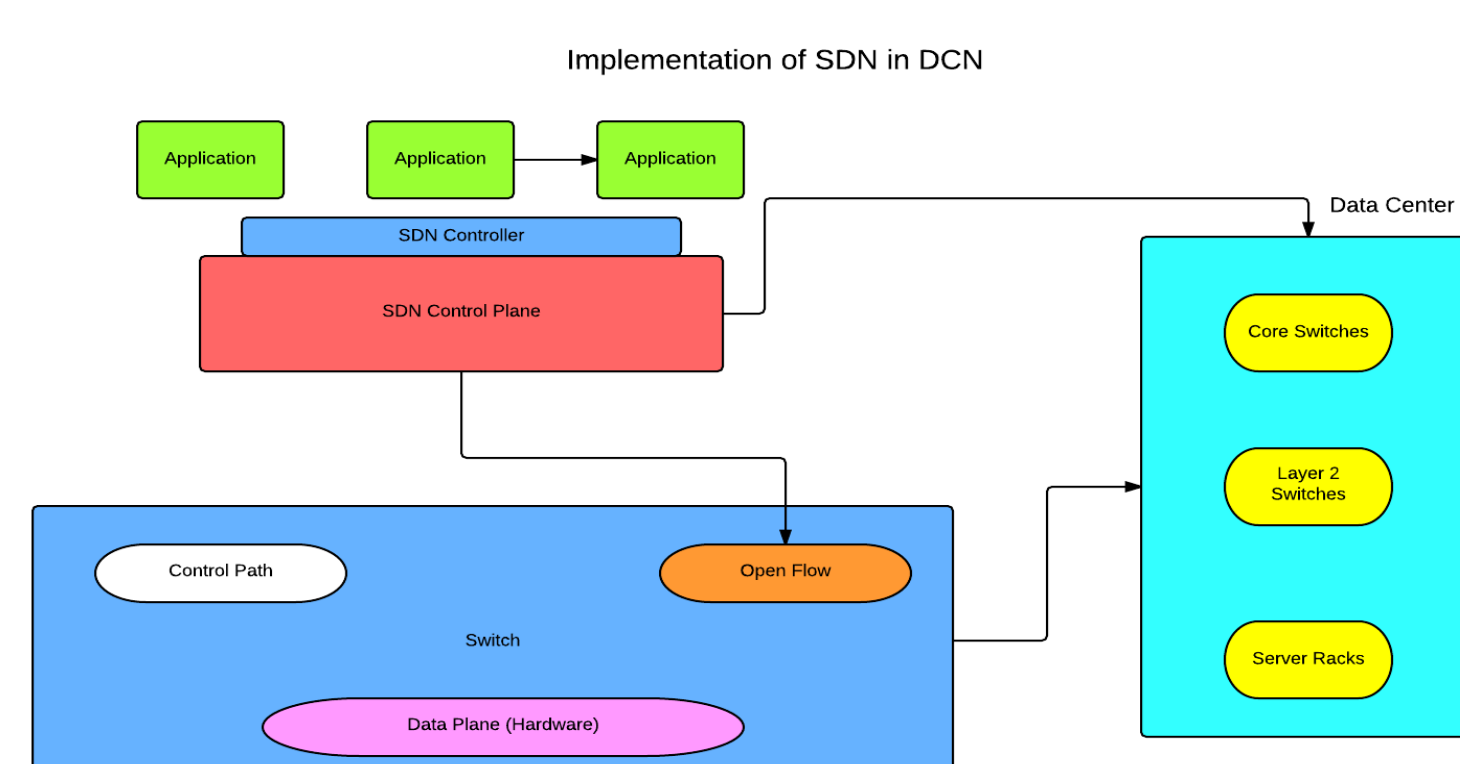 Implementation of SDN in DCN
Application
Application
Application
Data Center
SDN Controller
SDN Control Plane
Core Switches
Layer 2
Switches
Control Path
Open Flow
Switch
Server Racks
Data Plane (Hardware)